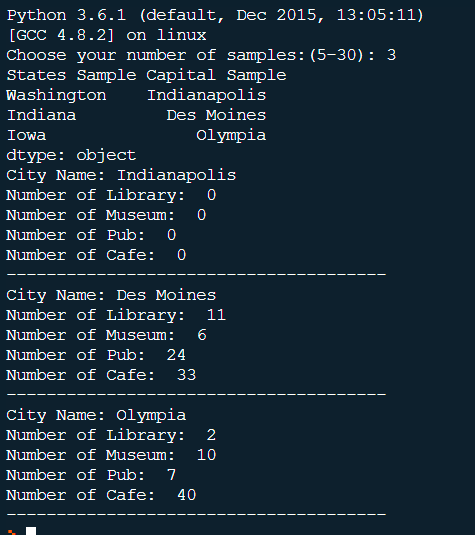 Python 3.6.1 (default, Dec 2015, 13:05:11)
[GCC 4.8.2] on linux
Choose your number of samples:(5-30): 3
States Sample Capital Sample
Washington    Indianapolis
Indiana         Des Moines
Iowa               Olympia
dtype: object
City Name: Indianapolis
Number of Library:  0
Number of Museum:  0
Number of Pub:  0
Number of Cafe:  0
--------------------------------------
City Name: Des Moines
Number of Library:  11
Number of Museum:  6
Number of Pub:  24
Number of Cafe:  33
--------------------------------------
City Name: Olympia
Number of Library:  2
Number of Museum:  10
Number of Pub:  7
Number of Cafe:  40
--------------------------------------